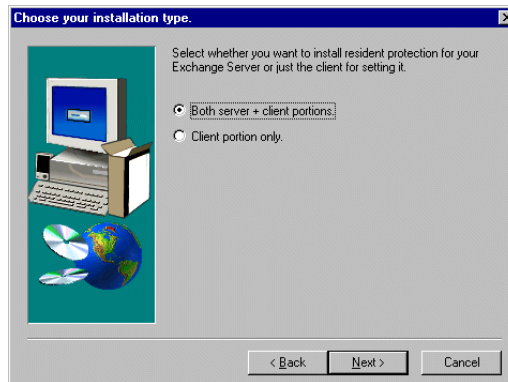 Choose your installation type.
Select whether you want to install resident protection for your
Exchange Server or just the client for setting it.
Both server + client portions.
Client portion only.
< Back
Next >
Cancel